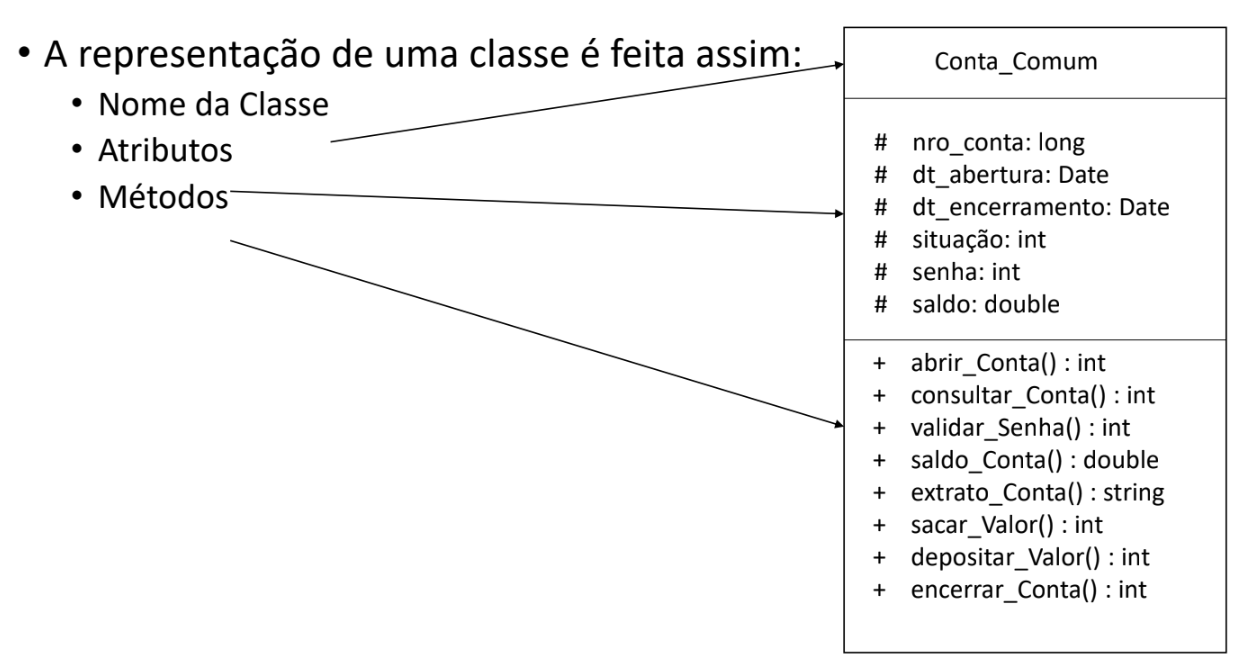 • A representação de uma classe é feita assim:
• Nome da Classe
• Atributos
• Métodos
Conta_Comum
# nro_conta: long
# dt_abertura: Date
# dt_encerramento: Date
# situação: int
# senha: int
# saldo: double
+ abrir_Conta() : int
+ consultar_Conta() : int
+ validar_Senha() : int
+ saldo_Conta() : double
+ extrato_Conta() : string
+ sacar_Valor() : int
+ depositar_Valor() : int
+ encerrar_Conta() : int